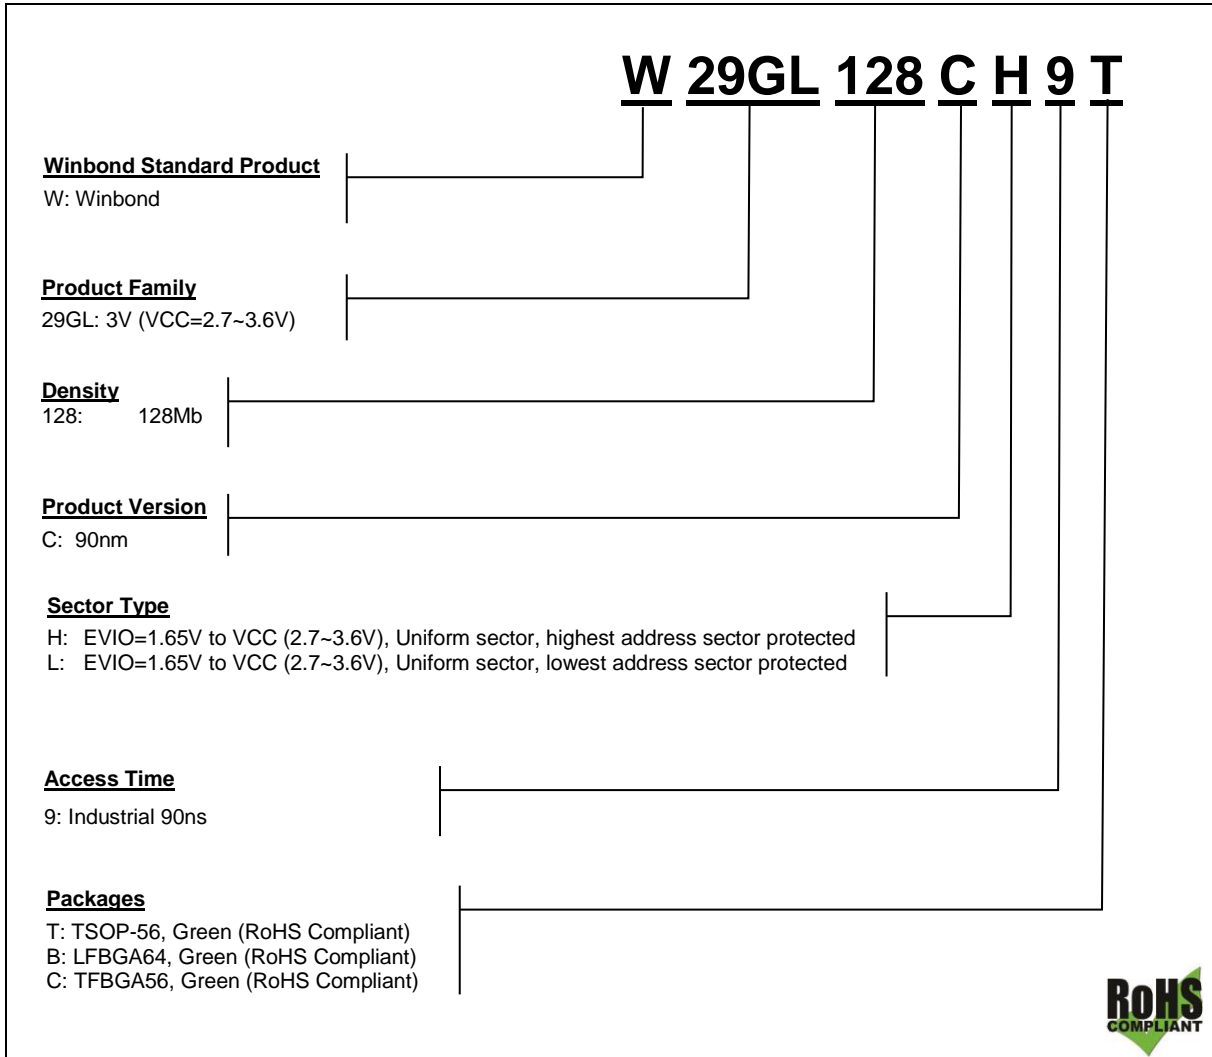 W 29GL 128 C H 9 T
Winbond Standard Product
W: Winbond
Product Family
29GL: 3V (VCC=2.7~3.6V)
Density
128: 128Mb
Product Version
C: 90nm
Sector Type
H: EVIO=1.65V to VCC (2.7~3.6V), Uniform sector, highest address sector protected
L: EVIO=1.65V to VCC (2.7~3.6V), Uniform sector, lowest address sector protected
Access Time
9: Industrial 90ns
Packages
T: TSOP-56, Green (RoHS Compliant)
B: LFBGA64, Green (RoHS Compliant)
C: TFBGA56, Green (RoHS Compliant)
RoHS
COMPLIANT